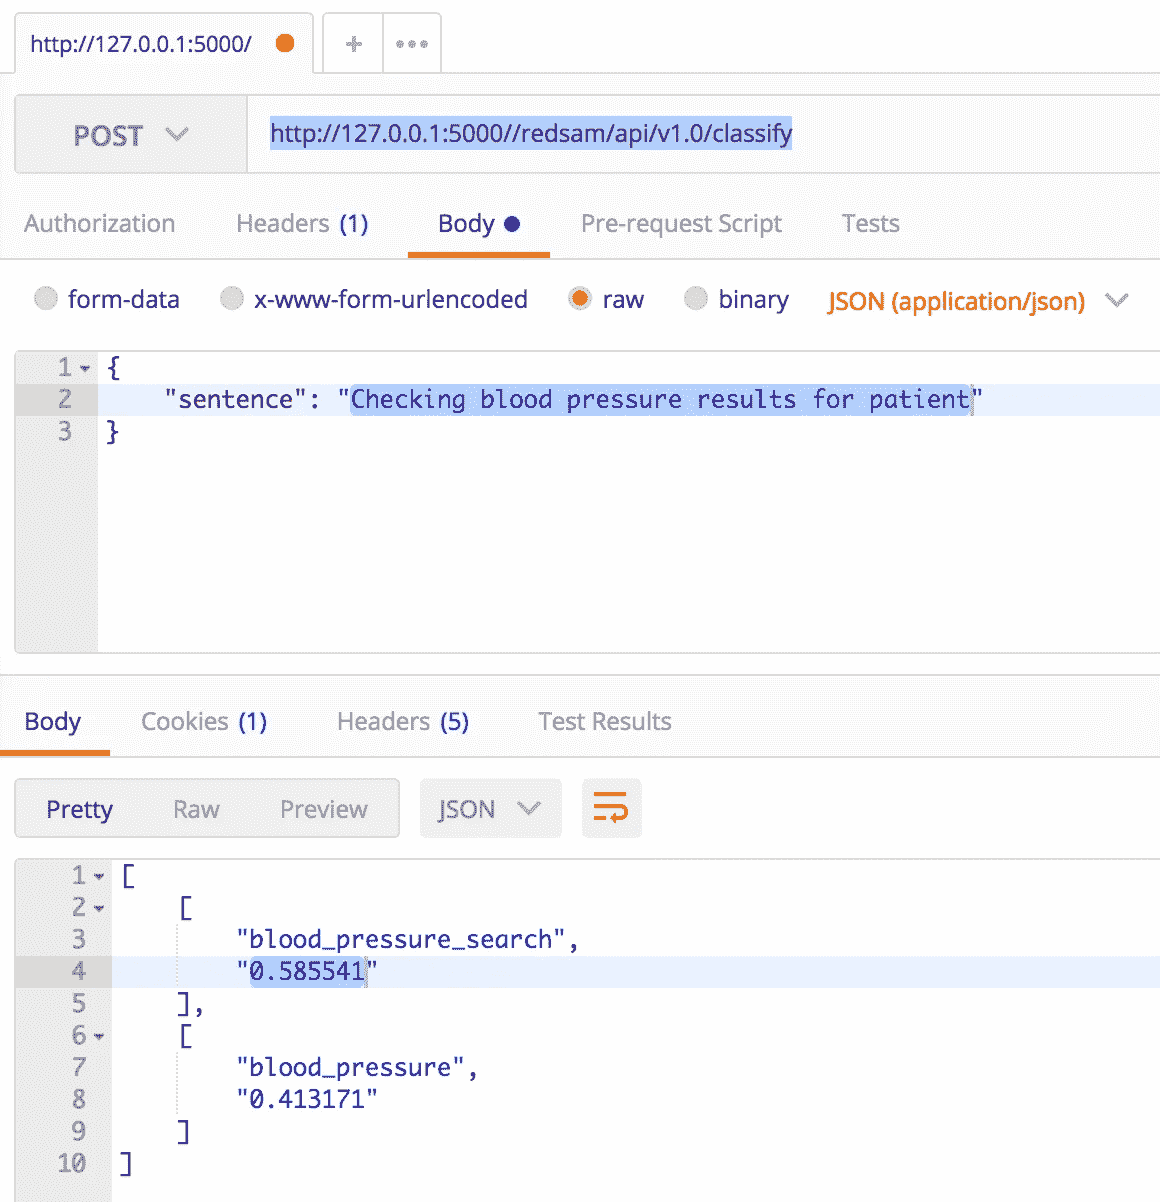 http://127.0.0.1:5000/
POST http://127.0.0.1:5000//redsam/api/v1.0/classify
Authorization Headers (1) Body Pre-request Script Tests
form-data x-www-form-urlencoded raw binary JSON (application/json)
1 {
2 "sentence": "Checking blood pressure results for patient"
3 }
Body Cookies (1) Headers (5) Test Results
Pretty Raw Preview JSON
1 [
2 [
3 "blood_pressure_search",
4 "0.585541"
5 ],
6 [
7 "blood_pressure",
8 "0.413171"
9 ]
10 ]